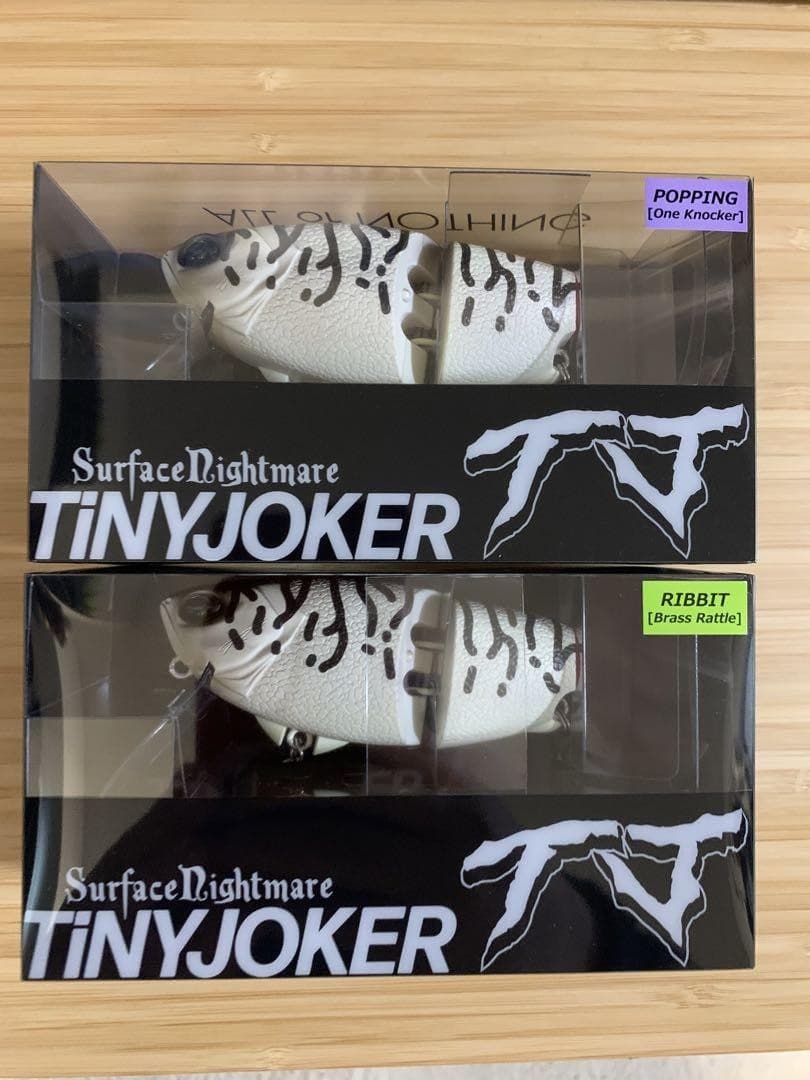 POPPING
[One Knocker]
ALL or NOTHING
Surface Nightmare
TiNYJOKER
TJ
RIBBIT
[Brass Rattle]
Surface Nightmare
TiNYJOKER
TJ